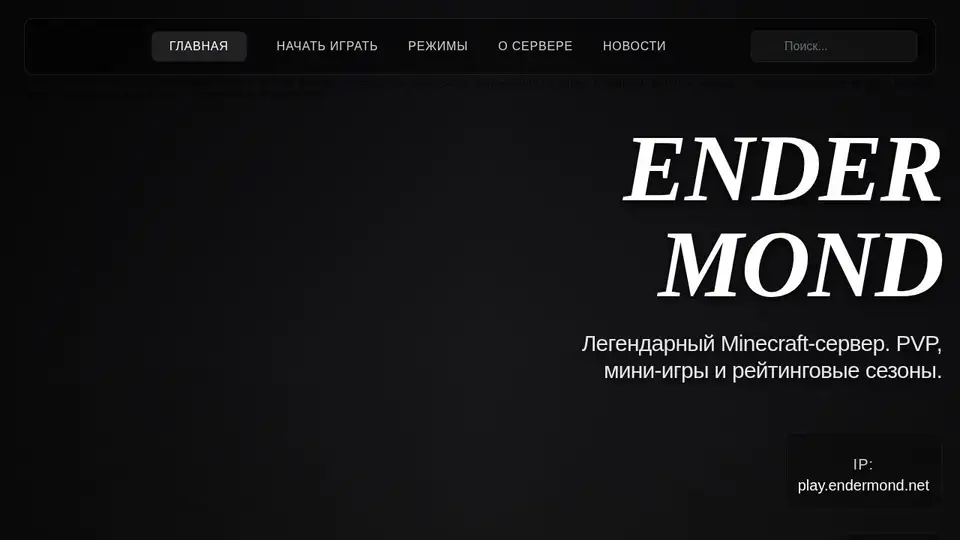 ГЛАВНАЯ
НАЧАТЬ ИГРАТЬ
РЕЖИМЫ
О СЕРВЕРЕ
НОВОСТИ
Поиск...
ENDER
MOND
Легендарный Minecraft-сервер. PVP,
мини-игры и рейтинговые сезоны.
IP:
play.endermond.net